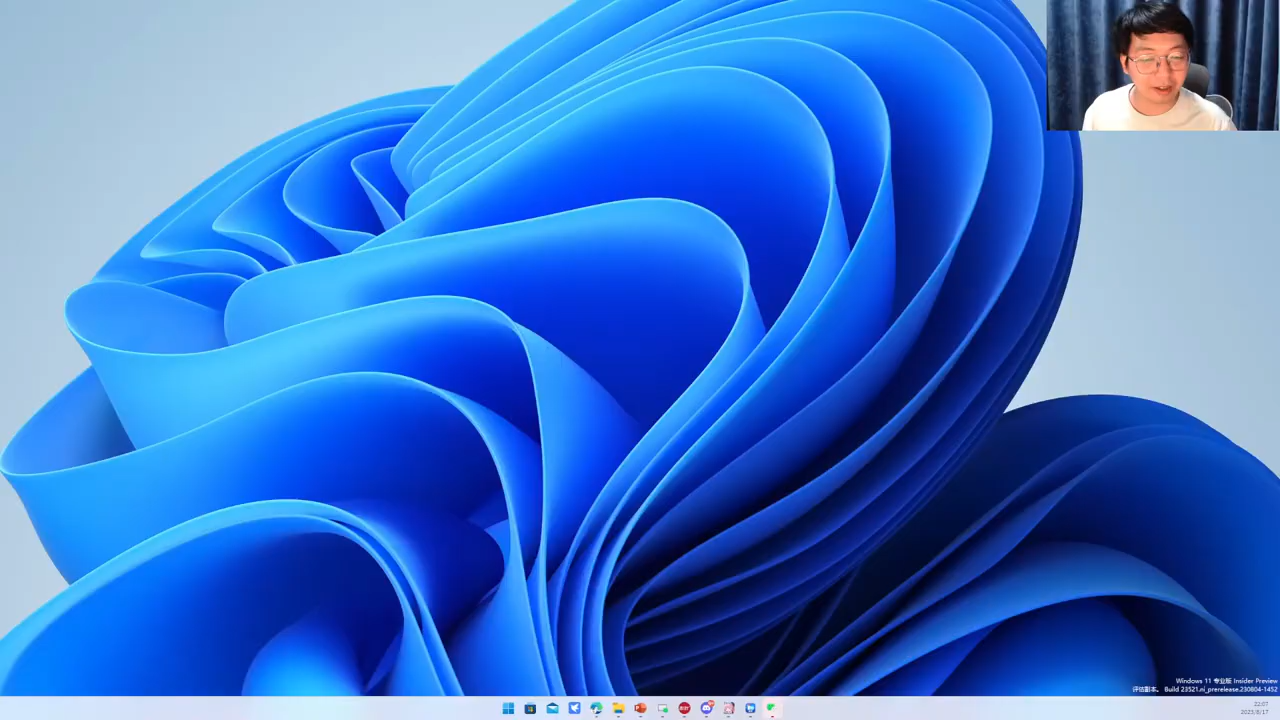 Windows 11 专业版 Insider Preview
评估副本。 Build 23521.ni_prerelease.230804-1452
22:07
2023/8/17